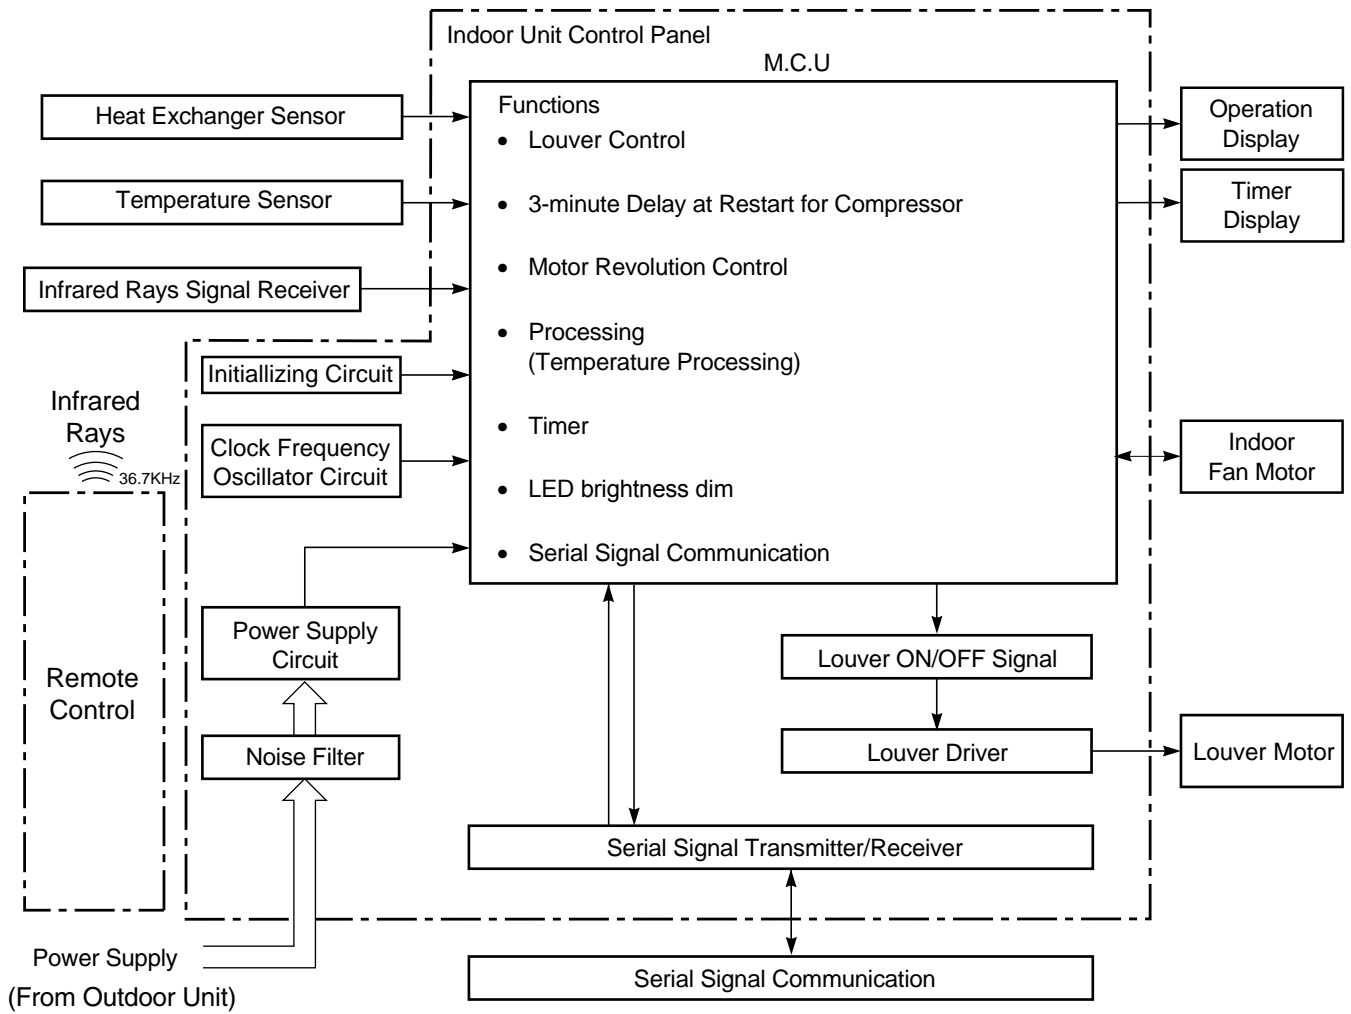 Indoor Unit Control Panel
M.C.U
Heat Exchanger Sensor
Temperature Sensor
Infrared Rays Signal Receiver
Initiallizing Circuit
Clock Frequency
Oscillator Circuit
Infrared
Rays
36.7KHz
Remote
Control
Power Supply
Circuit
Noise Filter
Power Supply
(From Outdoor Unit)
Functions
• Louver Control
• 3-minute Delay at Restart for Compressor
• Motor Revolution Control
• Processing
(Temperature Processing)
• Timer
• LED brightness dim
• Serial Signal Communication
Operation
Display
Timer
Display
Indoor
Fan Motor
Louver ON/OFF Signal
Louver Driver
Louver Motor
Serial Signal Transmitter/Receiver
Serial Signal Communication